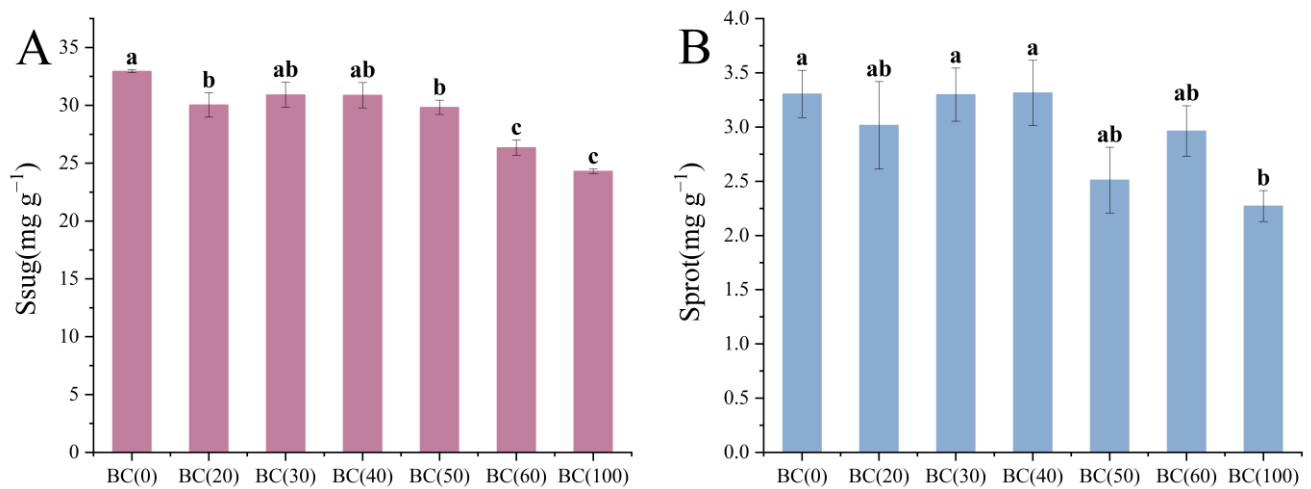 A
Ssug(mg g⁻¹)
35
30
25
20
15
10
5
0
a
b
ab
ab
b
c
c
BC(0) BC(20) BC(30) BC(40) BC(50) BC(60) BC(100)
B
Sprot(mg g⁻¹)
4.0
3.5
3.0
2.5
2.0
1.5
1.0
0.5
0.0
a
ab
a
a
ab
ab
b
BC(0) BC(20) BC(30) BC(40) BC(50) BC(60) BC(100)